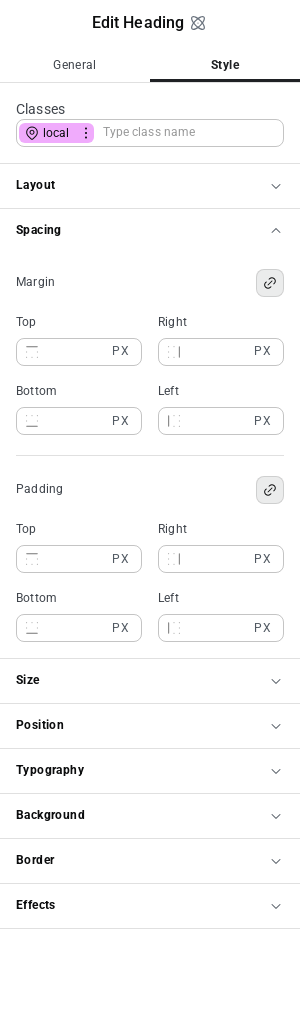 Edit Heading
General Style
Classes
local Type class name
Layout
Spacing
Margin
Top Right
PX PX
Bottom Left
PX PX
Padding
Top Right
PX PX
Bottom Left
PX PX
Size
Position
Typography
Background
Border
Effects